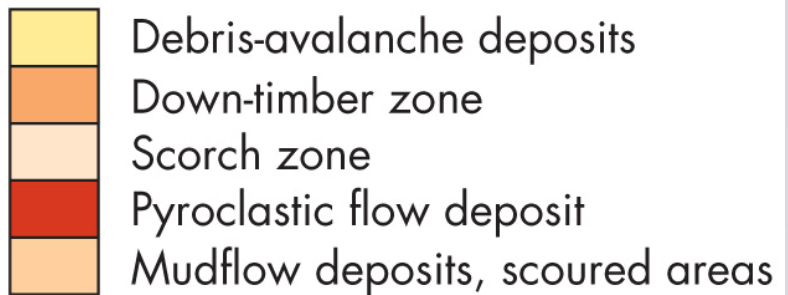 Debris-avalanche deposits
Down-timber zone
Scorch zone
Pyroclastic flow deposit
Mudflow deposits, scoured areas